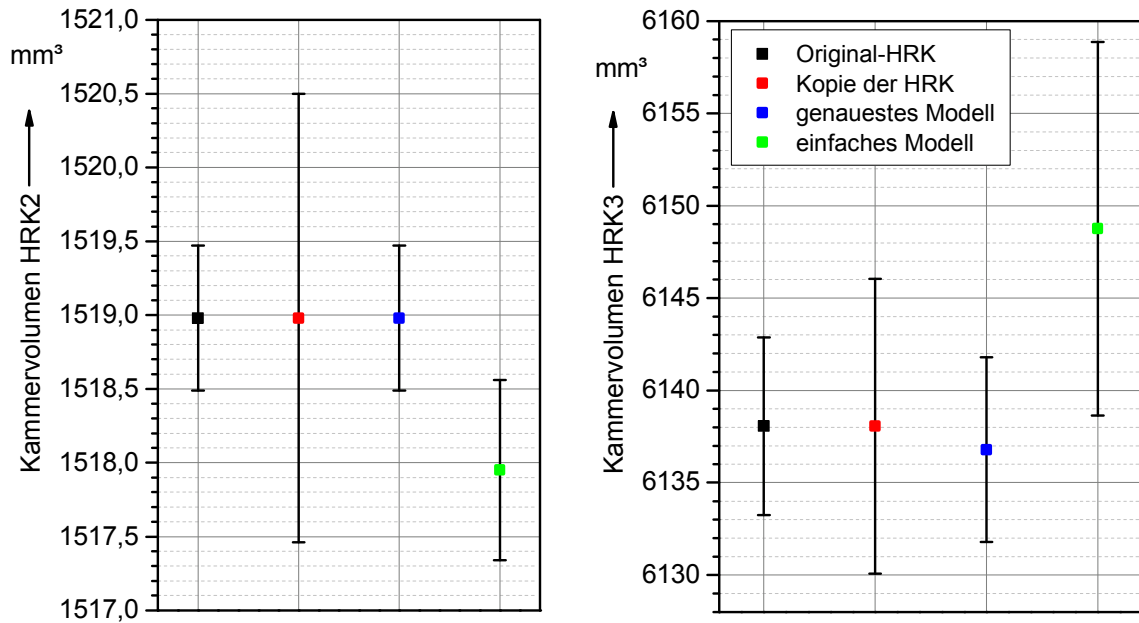 mm³
Kammervolumen HRK2
1521,0
1520,5
1520,0
1519,5
1519,0
1518,5
1518,0
1517,5
1517,0
mm³
Kammervolumen HRK3
6160
6155
6150
6145
6140
6135
6130
Original-HRK
Kopie der HRK
genauestes Modell
einfaches Modell